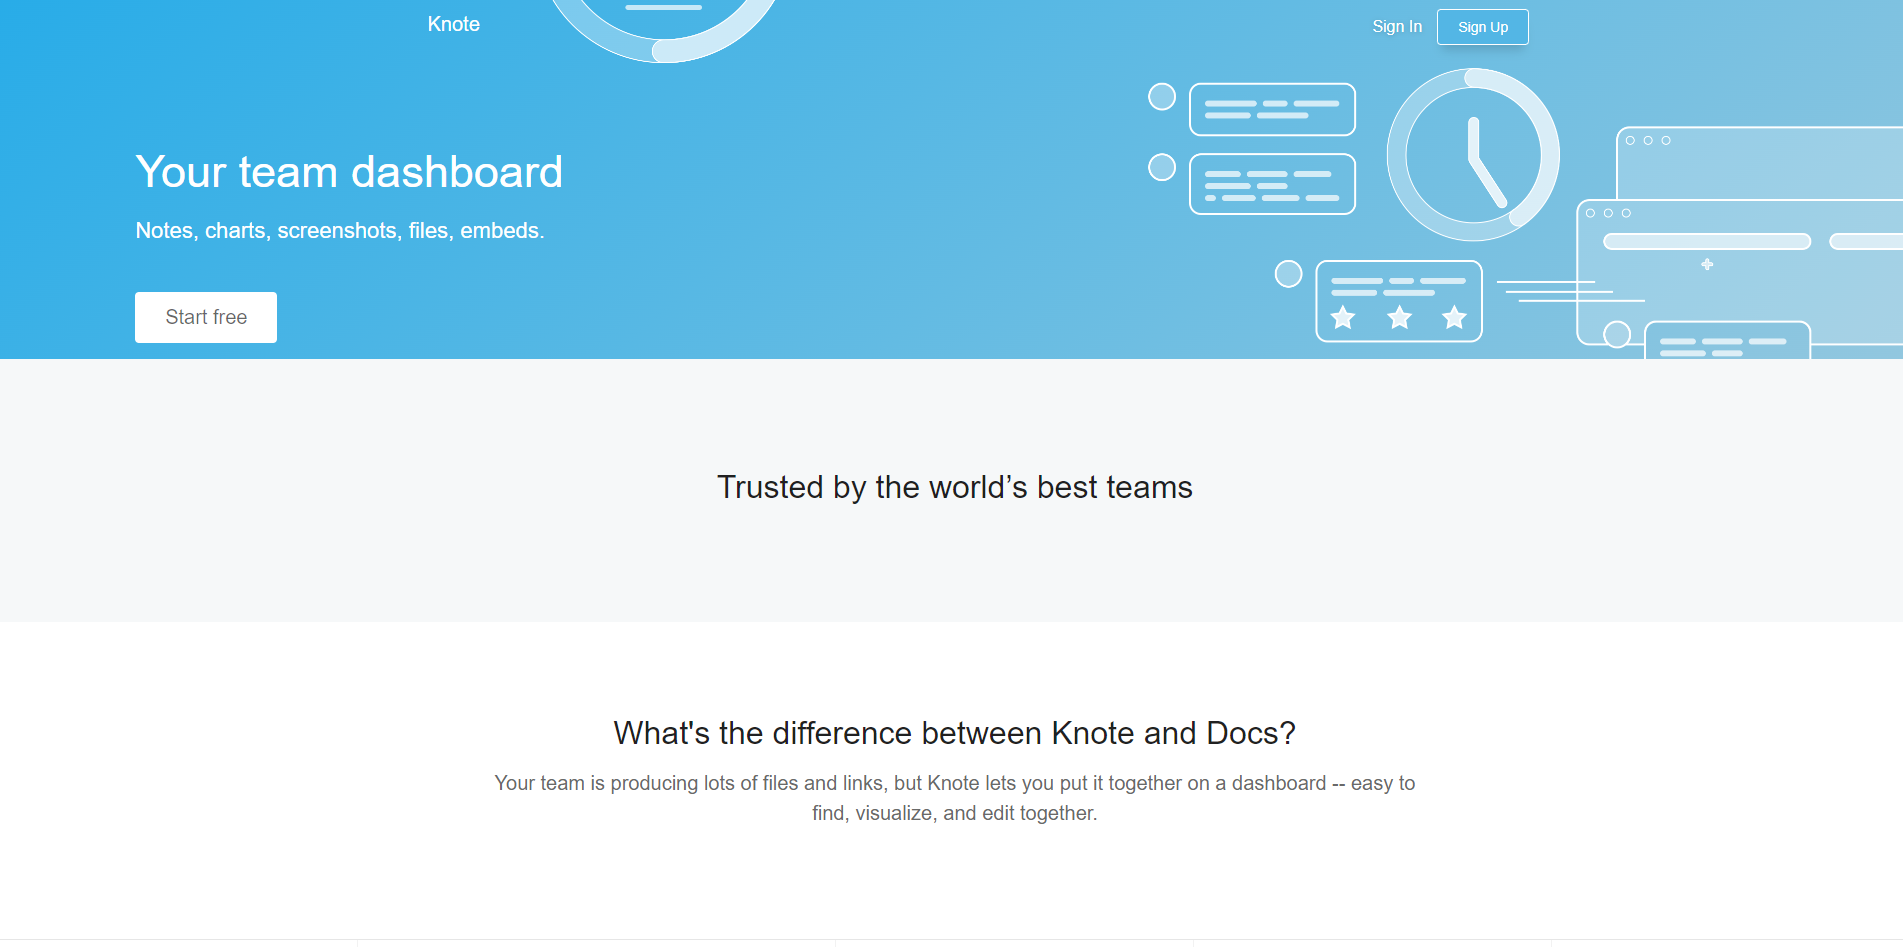 Knote
Sign In
Sign Up
Your team dashboard
Notes, charts, screenshots, files, embeds.
Start free
Trusted by the world’s best teams
What's the difference between Knote and Docs?
Your team is producing lots of files and links, but Knote lets you put it together on a dashboard -- easy to
find, visualize, and edit together.